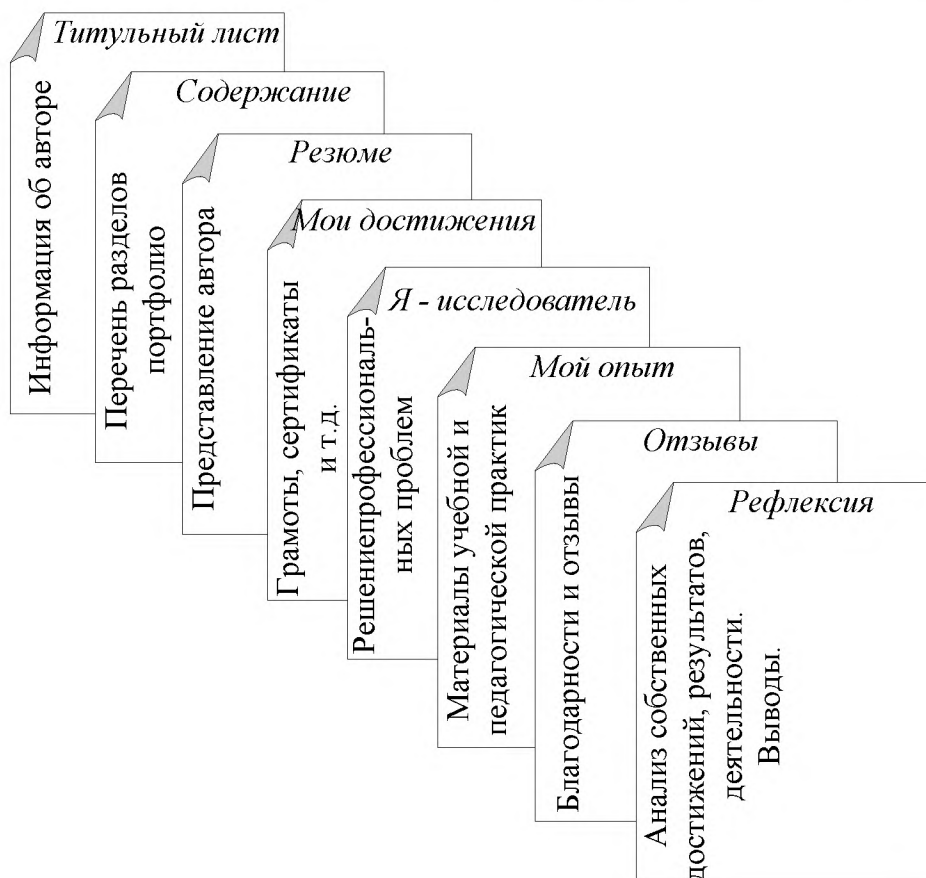 Титульный лист
Информация об авторе
Содержание
Перечень разделов
портфолио
Резюме
Представление автора
Мои достижения
Грамоты, сертификаты
и т.д.
Я - исследователь
Решениепрофессиональ-
ных проблем
Мой опыт
Материалы учебной и
педагогической практик
Отзывы
Благодарности и отзывы
Рефлексия
Анализ собственных
достижений, результатов,
деятельности.
Выводы.